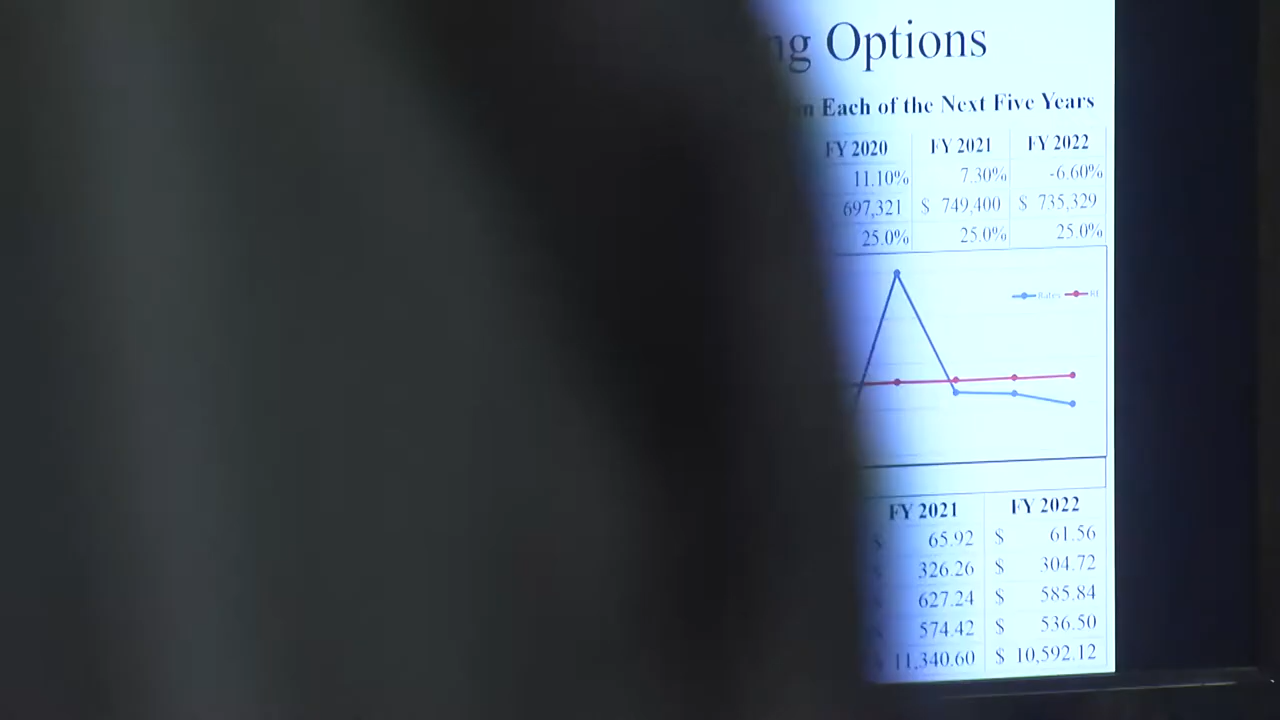 Options
Each of the Next Five Years
FY 2020 FY 2021 FY 2022
11.10% 7.30% -6.60%
697,321 $ 749,400 $ 735,329
25.0% 25.0% 25.0%
Rates
FY 2021 FY 2022
$ 65.92 $ 61.56
$ 326.26 $ 304.72
$ 627.24 $ 585.84
$ 574.42 $ 536.50
11,340.60 $ 10,592.12